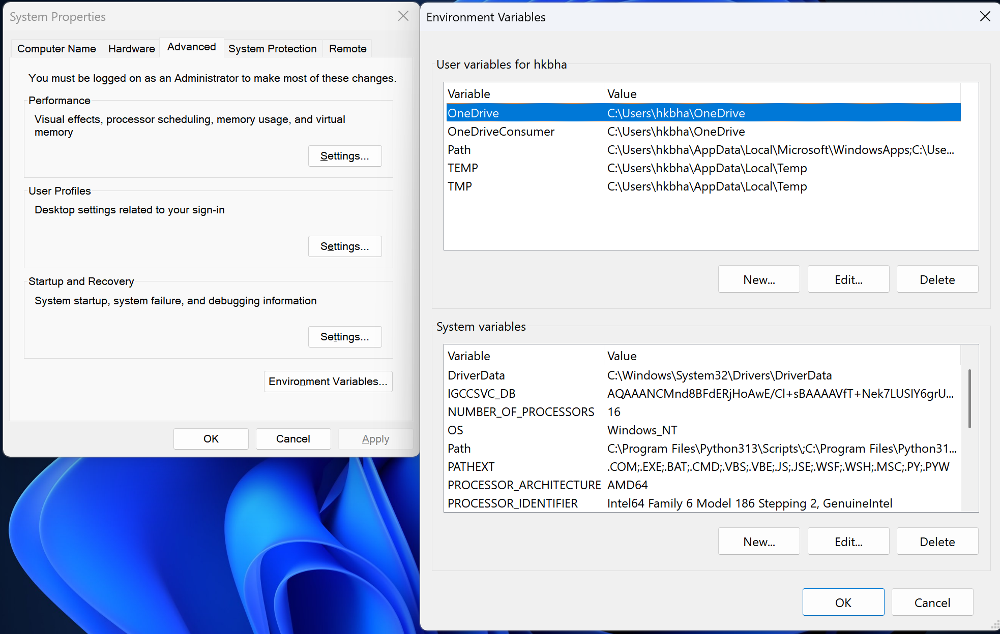 System Properties
Computer Name Hardware Advanced System Protection Remote
You must be logged on as an Administrator to make most of these changes.
Performance
Visual effects, processor scheduling, memory usage, and virtual
memory
Settings...
User Profiles
Desktop settings related to your sign-in
Settings...
Startup and Recovery
System startup, system failure, and debugging information
Settings...
Environment Variables...
OK Cancel Apply
Environment Variables
User variables for hkbha
Variable Value
OneDrive C:\Users\hkbha\OneDrive
OneDriveConsumer C:\Users\hkbha\OneDrive
Path C:\Users\hkbha\AppData\Local\Microsoft\WindowsApps;C:\Use...
TEMP C:\Users\hkbha\AppData\Local\Temp
TMP C:\Users\hkbha\AppData\Local\Temp
New... Edit... Delete
System variables
Variable Value
DriverData C:\Windows\System32\Drivers\DriverData
IGCCSVC_DB AQAAANCMnd8BFdERjHoAwE/Cl+sBAAAAVfT+Nek7LUSIY6grU...
NUMBER_OF_PROCESSORS 16
OS Windows_NT
Path C:\Program Files\Python313\Scripts\;C:\Program Files\Python31...
PATHEXT .COM;.EXE;.BAT;.CMD;.VBS;.VBE;.JS;.JSE;.WSF;.WSH;.MSC;.PY;.PYW
PROCESSOR_ARCHITECTURE AMD64
PROCESSOR_IDENTIFIER Intel64 Family 6 Model 186 Stepping 2, GenuineIntel
New... Edit... Delete
OK Cancel